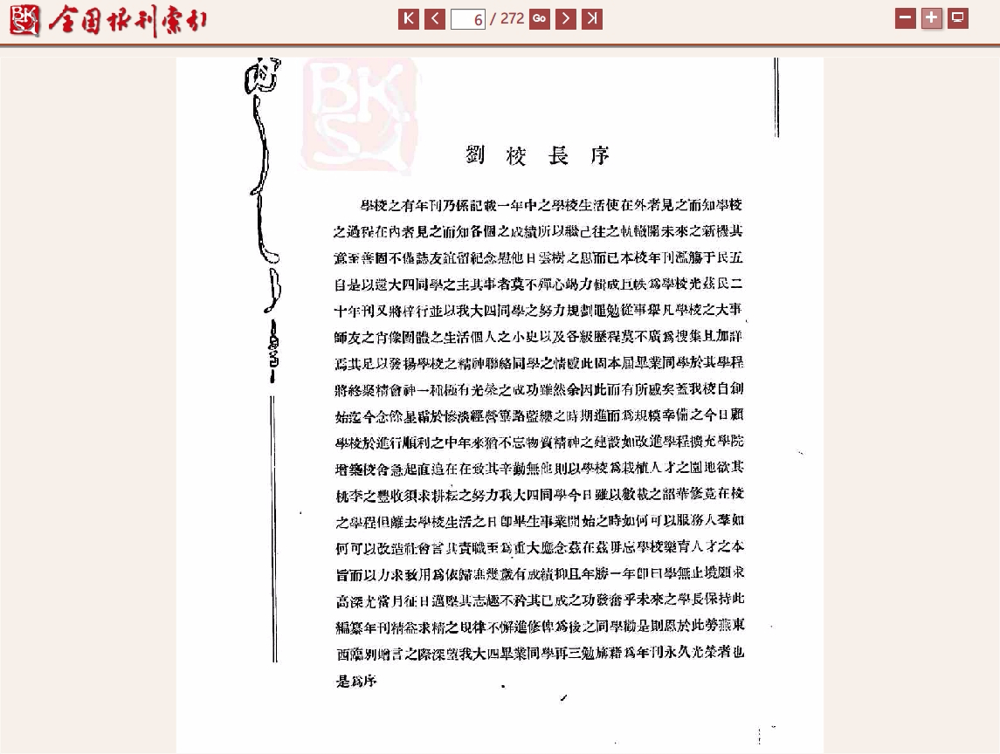 全国报刊索引
6 / 272 Go
BKSY
劉校長序
學校之有年刊乃係記載一年中之學校生活使在外者見之而知學校
之過程在內者見之而知各個之成績所以繼已往之軌轍開未來之新機其
意至善固不僅誌友誼留紀念慰他日雲樹之思而已本校年刊濫觴于民五
自是以還大四同學之主其事者莫不殫心竭力輯成巨帙爲學校光茲民二
十年刊又將梓行並以我大四同學之努力規劃黽勉從事舉凡學校之大事
師友之肖像團體之生活個人之小史以及各級歷程莫不廣爲搜集且加詳
焉其足以發揚學校之精神聯絡同學之情感此固本屆畢業同學於其學程
將終聚精會神一種極有光榮之成功雖然余因此而有所感矣蓋我校自創
始迄今念餘星霜於慘淡經營篳路藍縷之時期進而爲規模幸備之今日顧
學校於進行順利之中年來猶不忘物質精神之建設如改進學程擴充學院
增築校舍急起直追在在致其辛勤無他則以學校爲栽植人才之園地欲其
桃李之豐收須求耕耘之努力我大四同學今日雖以數載之韶華修竟在校
之學程但離去學校生活之日卽畢生事業開始之時如何可以服務人羣如
何可以改造社會言其責職至爲重大應念茲在茲毋忘學校樂育人才之本
旨而以力求致用爲依歸庶幾歲有成績抑且年勝一年卽曰學無止境願求
高深尤當月征日邁堅其志趣不矜其已成之功發奮乎未來之學長保持此
編纂年刊精益求精之規律不懈進修俾爲後之同學勸是則恩於此勞燕東
西臨別贈言之際深望我大四畢業同學再三勉旃藉爲年刊永久光榮者也
是爲序